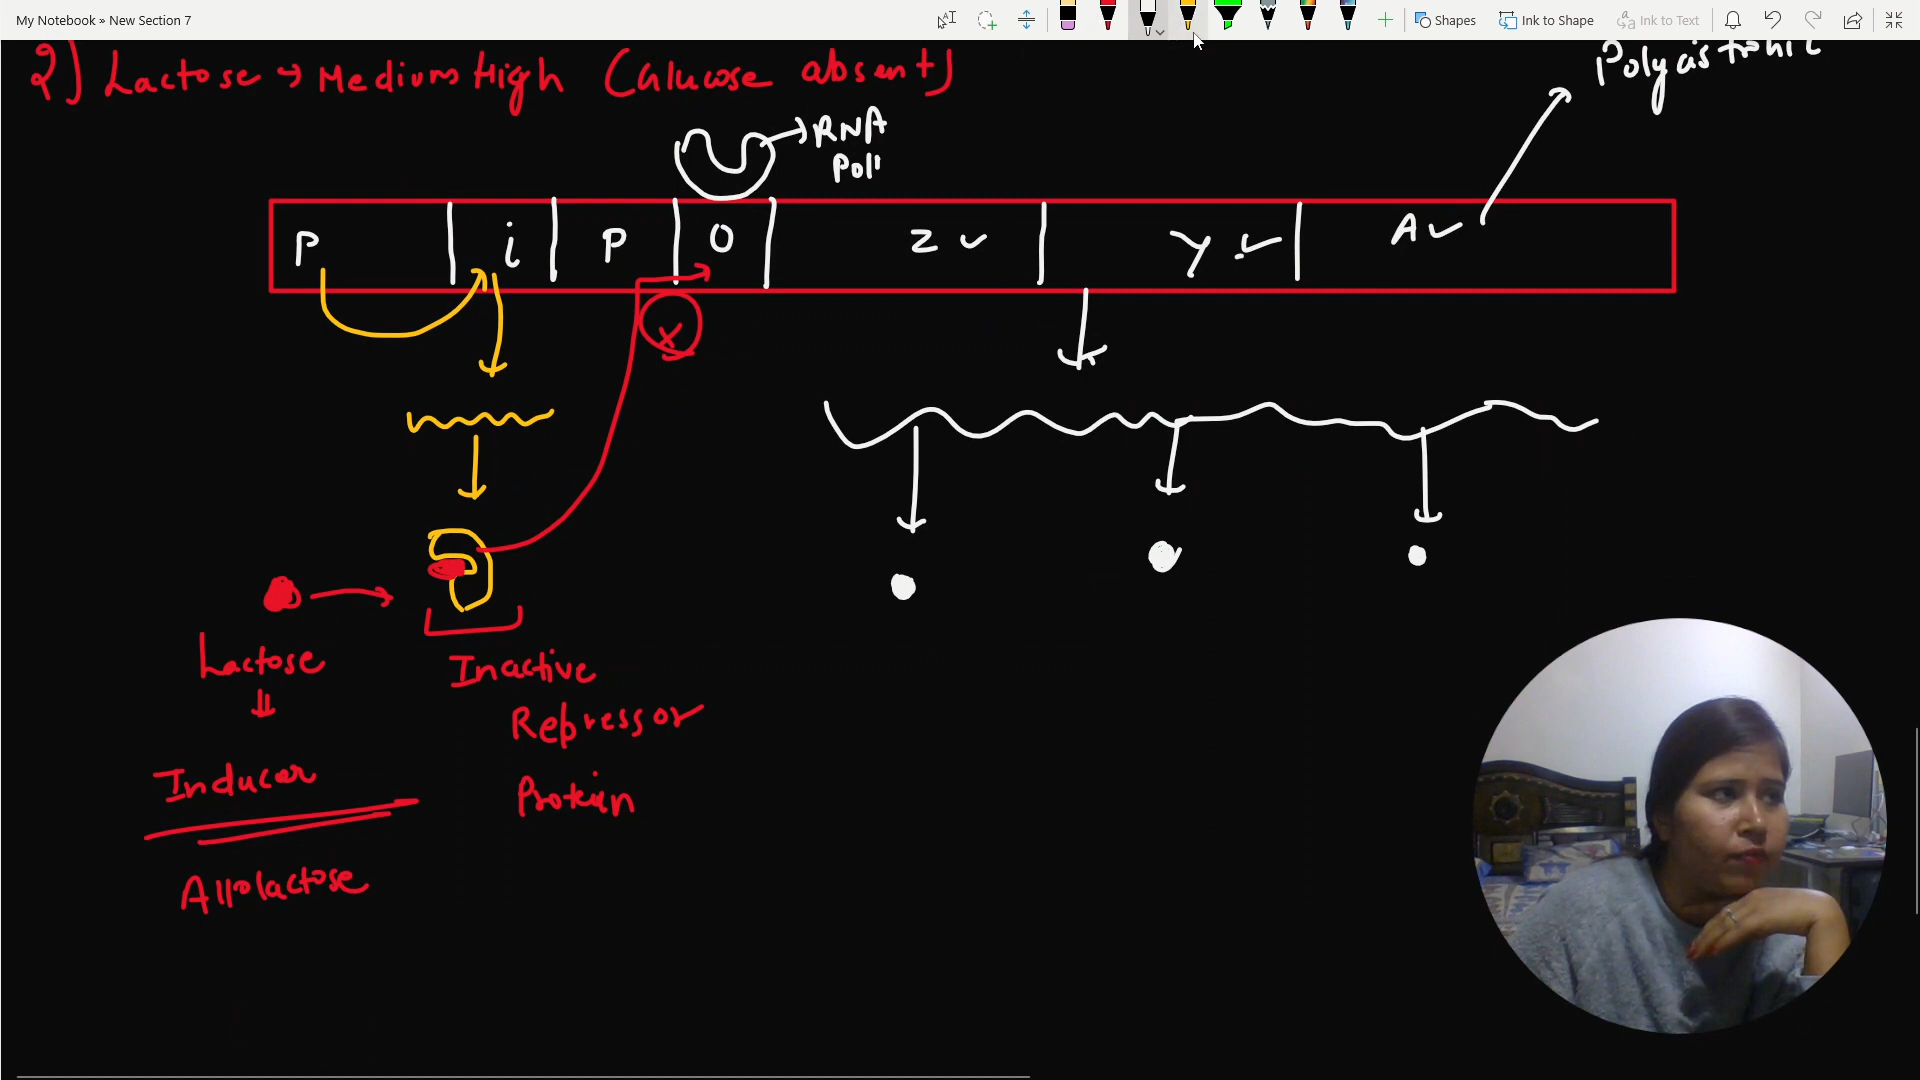 My Notebook » New Section 7
Shapes
Ink to Shape
Ink to Text
2) Lactose → Medium High (Glucose absent)
Polycistronic
→ RNA
Pol
P i P O Z ✓ Y ✓ A ✓
X
Lactose
Inactive
Repressor
Protein
Inducer
Allolactose